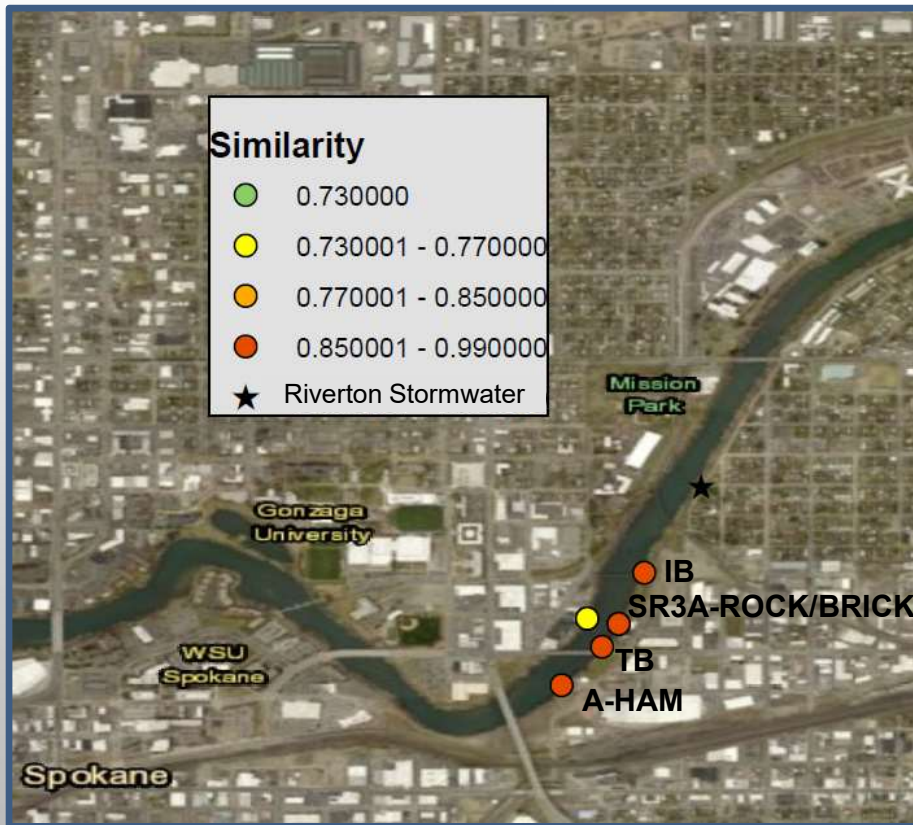 Similarity
0.730000
0.730001 - 0.770000
0.770001 - 0.850000
0.850001 - 0.990000
Riverton Stormwater
Mission
Park
Gonzaga
University
IB
SR3A-ROCK/BRICK
TB
WSU
Spokane
A-HAM
Spokane